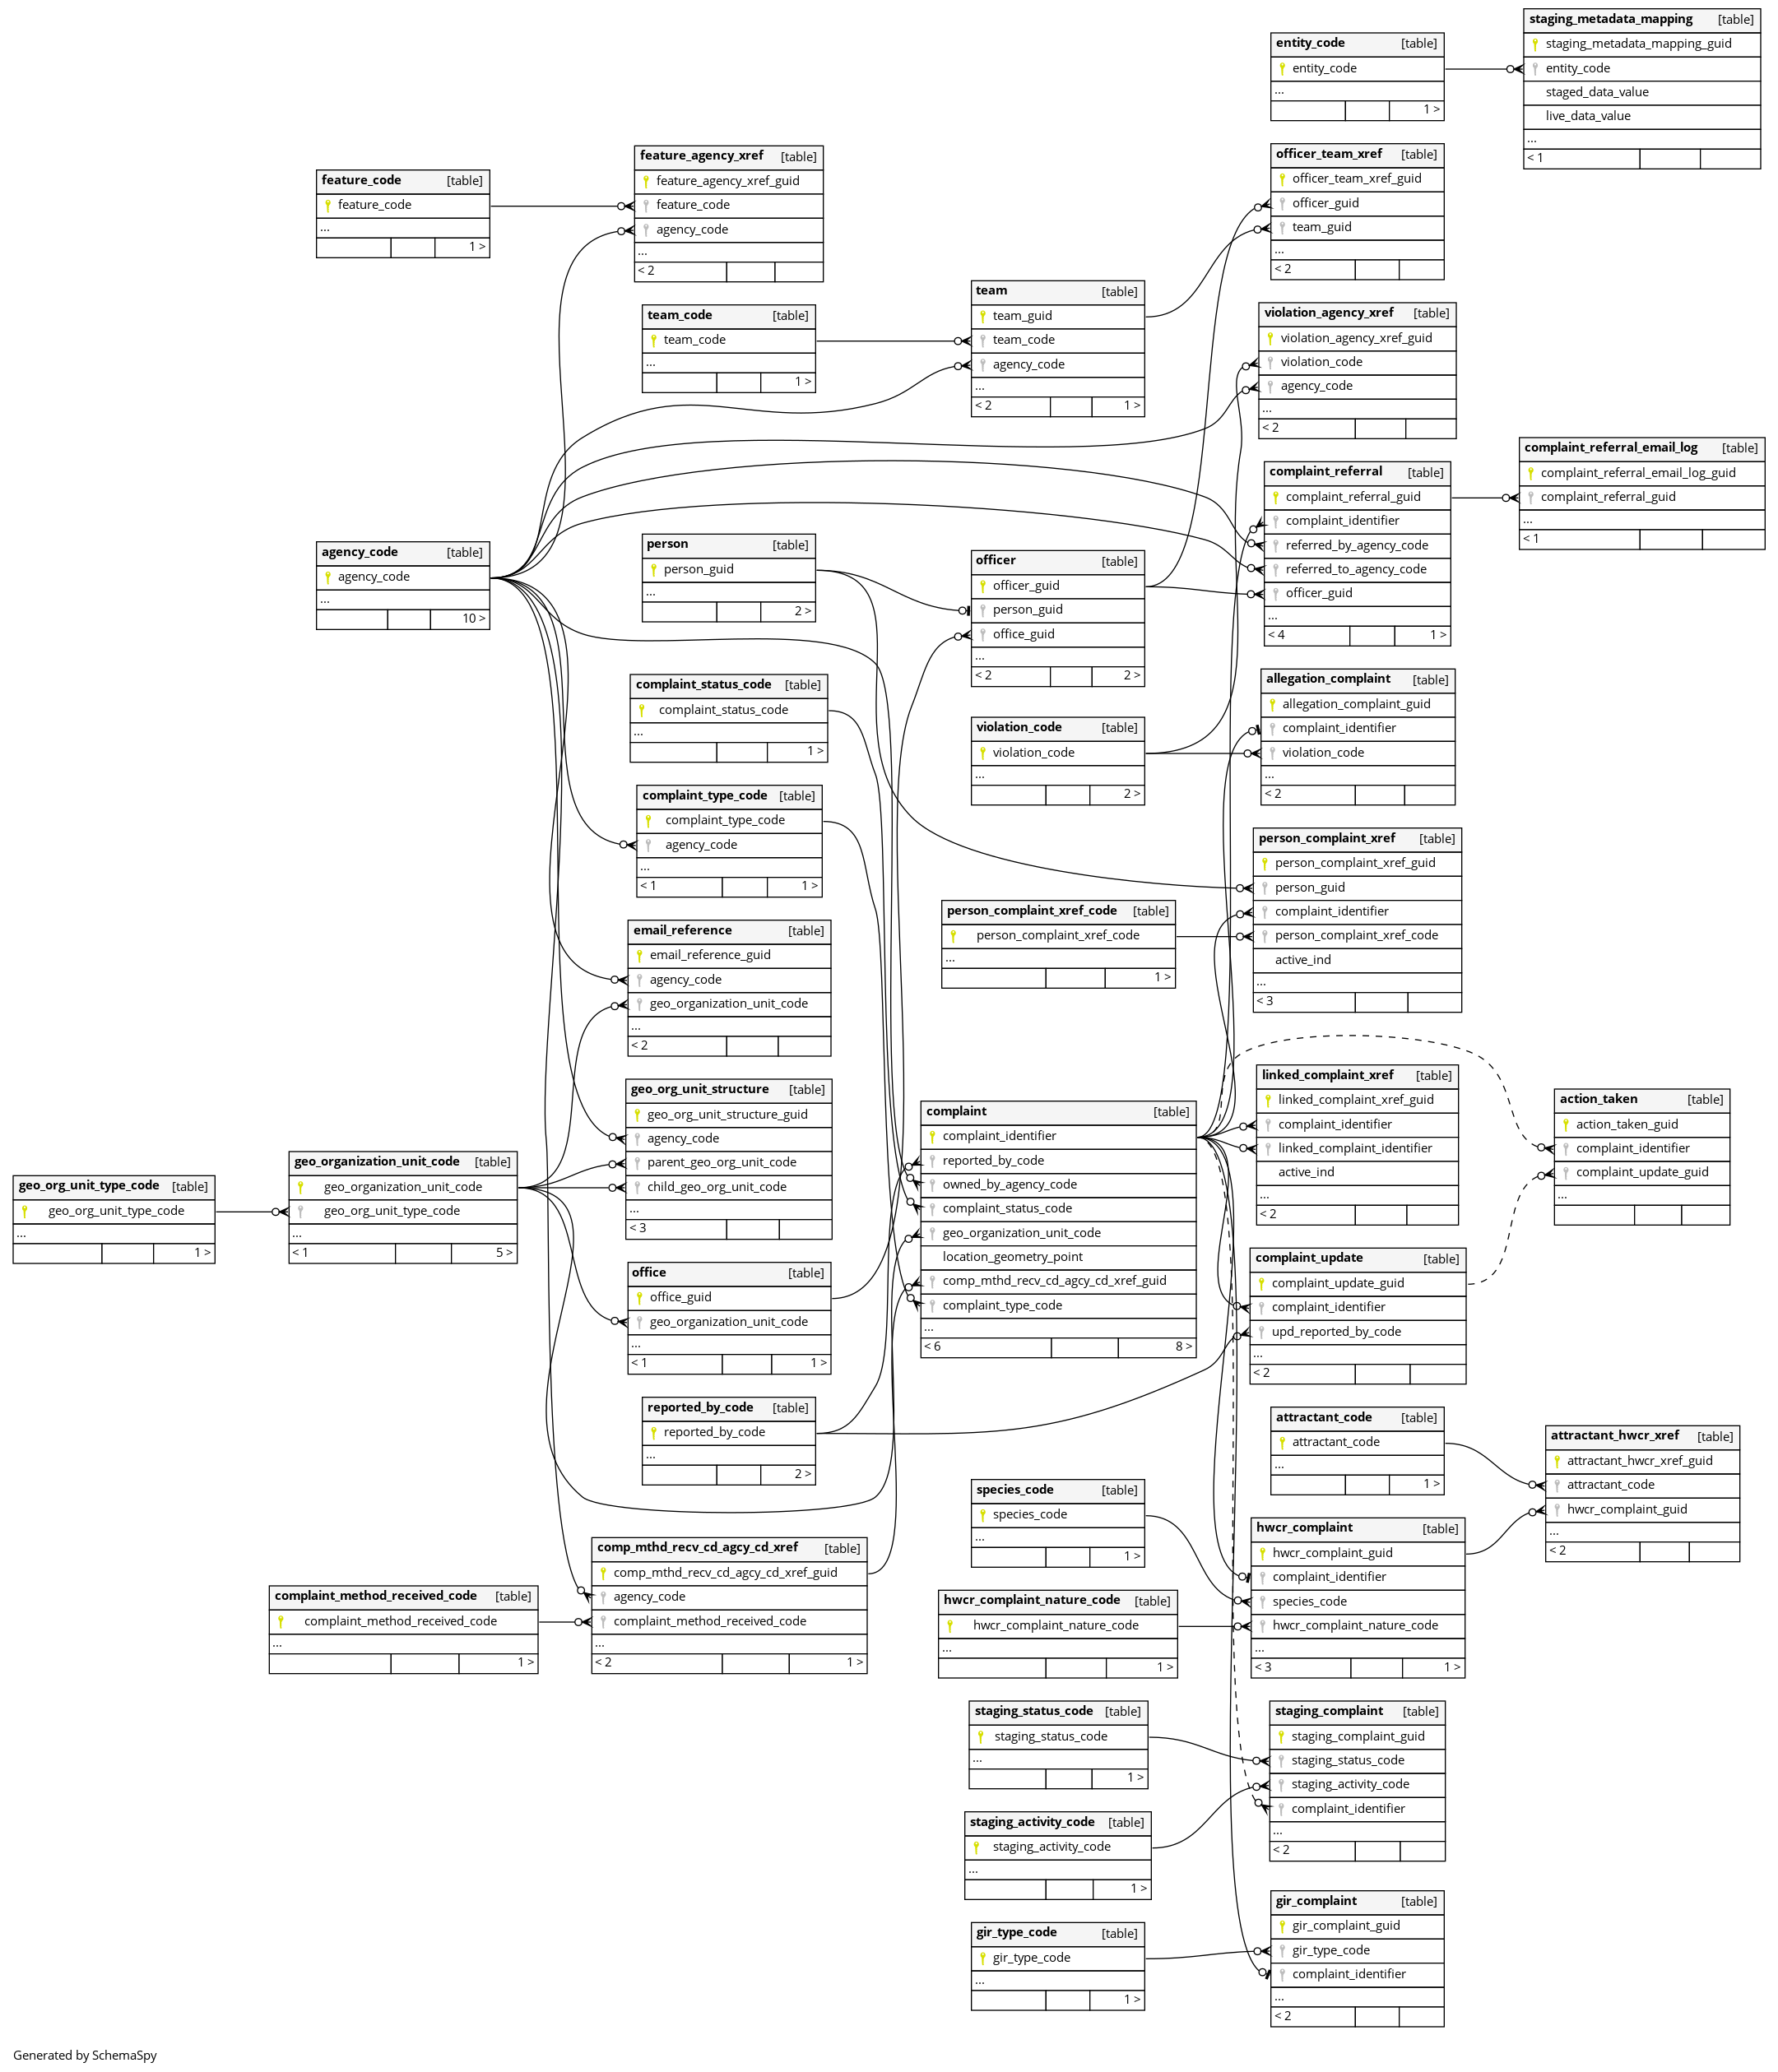 staging_metadata_mapping [table]
staging_metadata_mapping_guid
entity_code
staged_data_value
live_data_value
...
< 1
entity_code [table]
entity_code
...
1 >
feature_code [table]
feature_code
...
1 >
feature_agency_xref [table]
feature_agency_xref_guid
feature_code
agency_code
...
< 2
officer_team_xref [table]
officer_team_xref_guid
officer_guid
team_guid
...
< 2
team_code [table]
team_code
...
1 >
team [table]
team_guid
team_code
agency_code
...
< 2 1 >
violation_agency_xref [table]
violation_agency_xref_guid
violation_code
agency_code
...
< 2
complaint_referral [table]
complaint_referral_guid
complaint_identifier
referred_by_agency_code
referred_to_agency_code
officer_guid
...
< 4 1 >
complaint_referral_email_log [table]
complaint_referral_email_log_guid
complaint_referral_guid
...
< 1
agency_code [table]
agency_code
...
10 >
person [table]
person_guid
...
2 >
officer [table]
officer_guid
person_guid
office_guid
...
< 2 2 >
complaint_status_code [table]
complaint_status_code
...
1 >
violation_code [table]
violation_code
...
2 >
allegation_complaint [table]
allegation_complaint_guid
complaint_identifier
violation_code
...
< 2
complaint_type_code [table]
complaint_type_code
agency_code
...
< 1 1 >
person_complaint_xref_code [table]
person_complaint_xref_code
...
1 >
person_complaint_xref [table]
person_complaint_xref_guid
person_guid
complaint_identifier
person_complaint_xref_code
active_ind
...
< 3
email_reference [table]
email_reference_guid
agency_code
geo_organization_unit_code
...
< 2
geo_org_unit_structure [table]
geo_org_unit_structure_guid
agency_code
parent_geo_org_unit_code
child_geo_org_unit_code
...
< 3
geo_org_unit_type_code [table]
geo_org_unit_type_code
...
1 >
geo_organization_unit_code [table]
geo_organization_unit_code
geo_org_unit_type_code
...
< 1 5 >
complaint [table]
complaint_identifier
reported_by_code
owned_by_agency_code
complaint_status_code
geo_organization_unit_code
location_geometry_point
comp_mthd_recv_cd_agcy_cd_xref_guid
complaint_type_code
...
< 6 8 >
linked_complaint_xref [table]
linked_complaint_xref_guid
complaint_identifier
linked_complaint_identifier
active_ind
...
< 2
action_taken [table]
action_taken_guid
complaint_identifier
complaint_update_guid
...
office [table]
office_guid
geo_organization_unit_code
...
< 1 1 >
complaint_update [table]
complaint_update_guid
complaint_identifier
upd_reported_by_code
...
< 2
reported_by_code [table]
reported_by_code
...
2 >
attractant_code [table]
attractant_code
...
1 >
attractant_hwcr_xref [table]
attractant_hwcr_xref_guid
attractant_code
hwcr_complaint_guid
...
< 2
species_code [table]
species_code
...
1 >
hwcr_complaint [table]
hwcr_complaint_guid
complaint_identifier
species_code
hwcr_complaint_nature_code
...
< 3 1 >
comp_mthd_recv_cd_agcy_cd_xref [table]
comp_mthd_recv_cd_agcy_cd_xref_guid
agency_code
complaint_method_received_code
...
< 2 1 >
complaint_method_received_code [table]
complaint_method_received_code
...
1 >
hwcr_complaint_nature_code [table]
hwcr_complaint_nature_code
...
1 >
staging_status_code [table]
staging_status_code
...
1 >
staging_complaint [table]
staging_complaint_guid
staging_status_code
staging_activity_code
complaint_identifier
...
< 2
staging_activity_code [table]
staging_activity_code
...
1 >
gir_complaint [table]
gir_complaint_guid
gir_type_code
complaint_identifier
...
< 2
gir_type_code [table]
gir_type_code
...
1 >
Generated by SchemaSpy